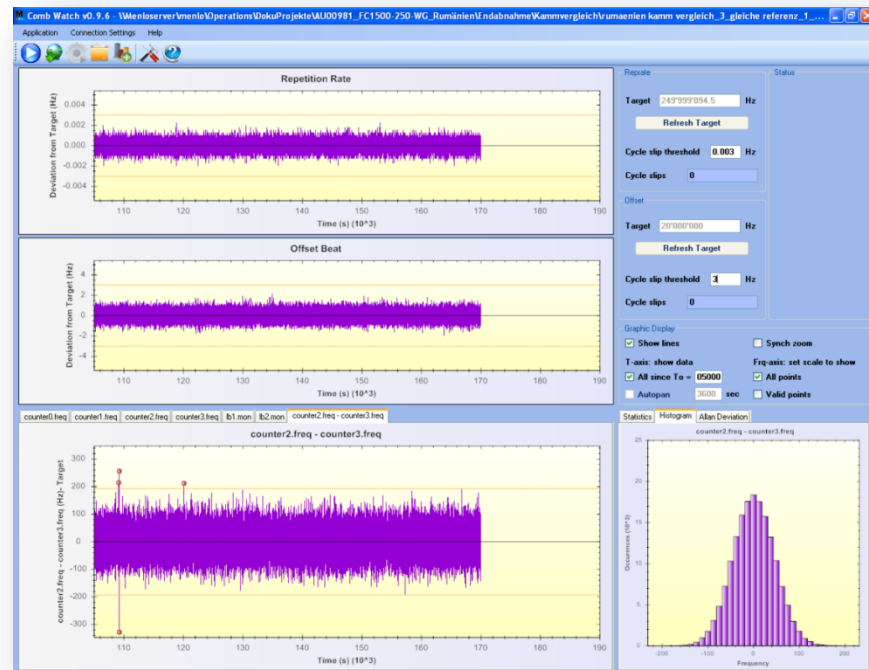 Comb Watch v0.9.6 - \\Menloserver\menlo\Operations\DokuProjekte\AU00981_FC1500-250-WG_Rumänien\Endabnahme\Kammvergleich\rumaenien kamm vergleich_3_gleiche referenz_1_...
Application Connection Settings Help
Repetition Rate
Deviation from Target (Hz)
0.004
0.002
0.000
-0.002
-0.004
110 120 130 140 150 160 170 180 190
Time (s) (10^3)
Offset Beat
Deviation from Target (Hz)
4
2
0
-2
-4
110 120 130 140 150 160 170 180 190
Time (s) (10^3)
Reprate
Target 249'999'094.5 Hz
Refresh Target
Cycle slip threshold 0.003 Hz
Cycle slips 0
Status
Offset
Target 20'000'000 Hz
Refresh Target
Cycle slip threshold 3 Hz
Cycle slips 0
Graphic Display
Show lines Synch zoom
T-axis: show data Frq-axis: set scale to show
All since To = 05000 All points
Autopan 3600 sec Valid points
counter0.freq counter1.freq counter2.freq counter3.freq lb1.mon lb2.mon counter2.freq - counter3.freq
counter2.freq - counter3.freq
counter2.freq - counter3.freq (Hz)- Target
300
200
100
0
-100
-200
-300
110 120 130 140 150 160 170 180 190
Time (s) (10^3)
Statistics Histogram Allan Deviation
counter2.freq - counter3.freq
Occurences (10^3)
25
20
15
10
5
0
-200 -100 0 100 200
Frequency